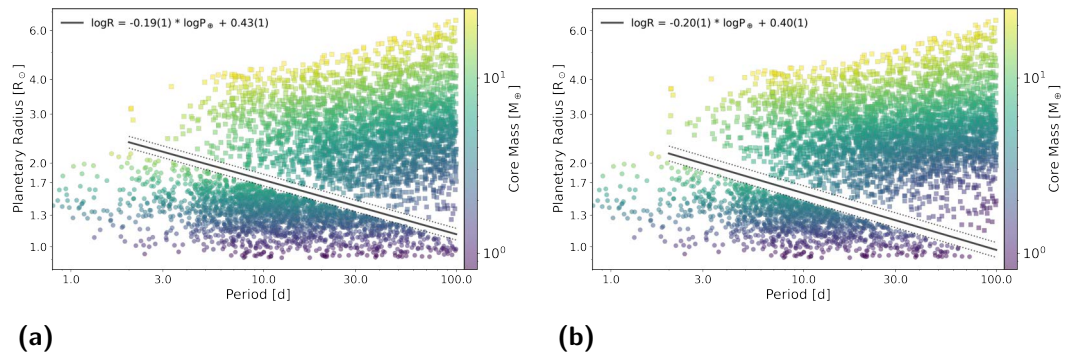 logR = -0.19(1) * logP⊕ + 0.43(1)
Planetary Radius [R⊙]
6.0
4.0
3.0
2.0
1.7
1.3
1.0
1.0
3.0
10.0
30.0
100.0
Period [d]
10¹
10⁰
Core Mass [M⊕]
(a)
logR = -0.20(1) * logP⊕ + 0.40(1)
Planetary Radius [R⊙]
6.0
4.0
3.0
2.0
1.7
1.3
1.0
1.0
3.0
10.0
30.0
100.0
Period [d]
10¹
10⁰
Core Mass [M⊕]
(b)